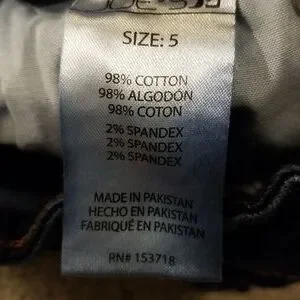 SIZE: 5
98% COTTON
98% ALGODÓN
98% COTON
2% SPANDEX
2% SPANDEX
2% SPANDEX
MADE IN PAKISTAN
HECHO EN PAKISTAN
FABRIQUÉ EN PAKISTAN
RN# 153718